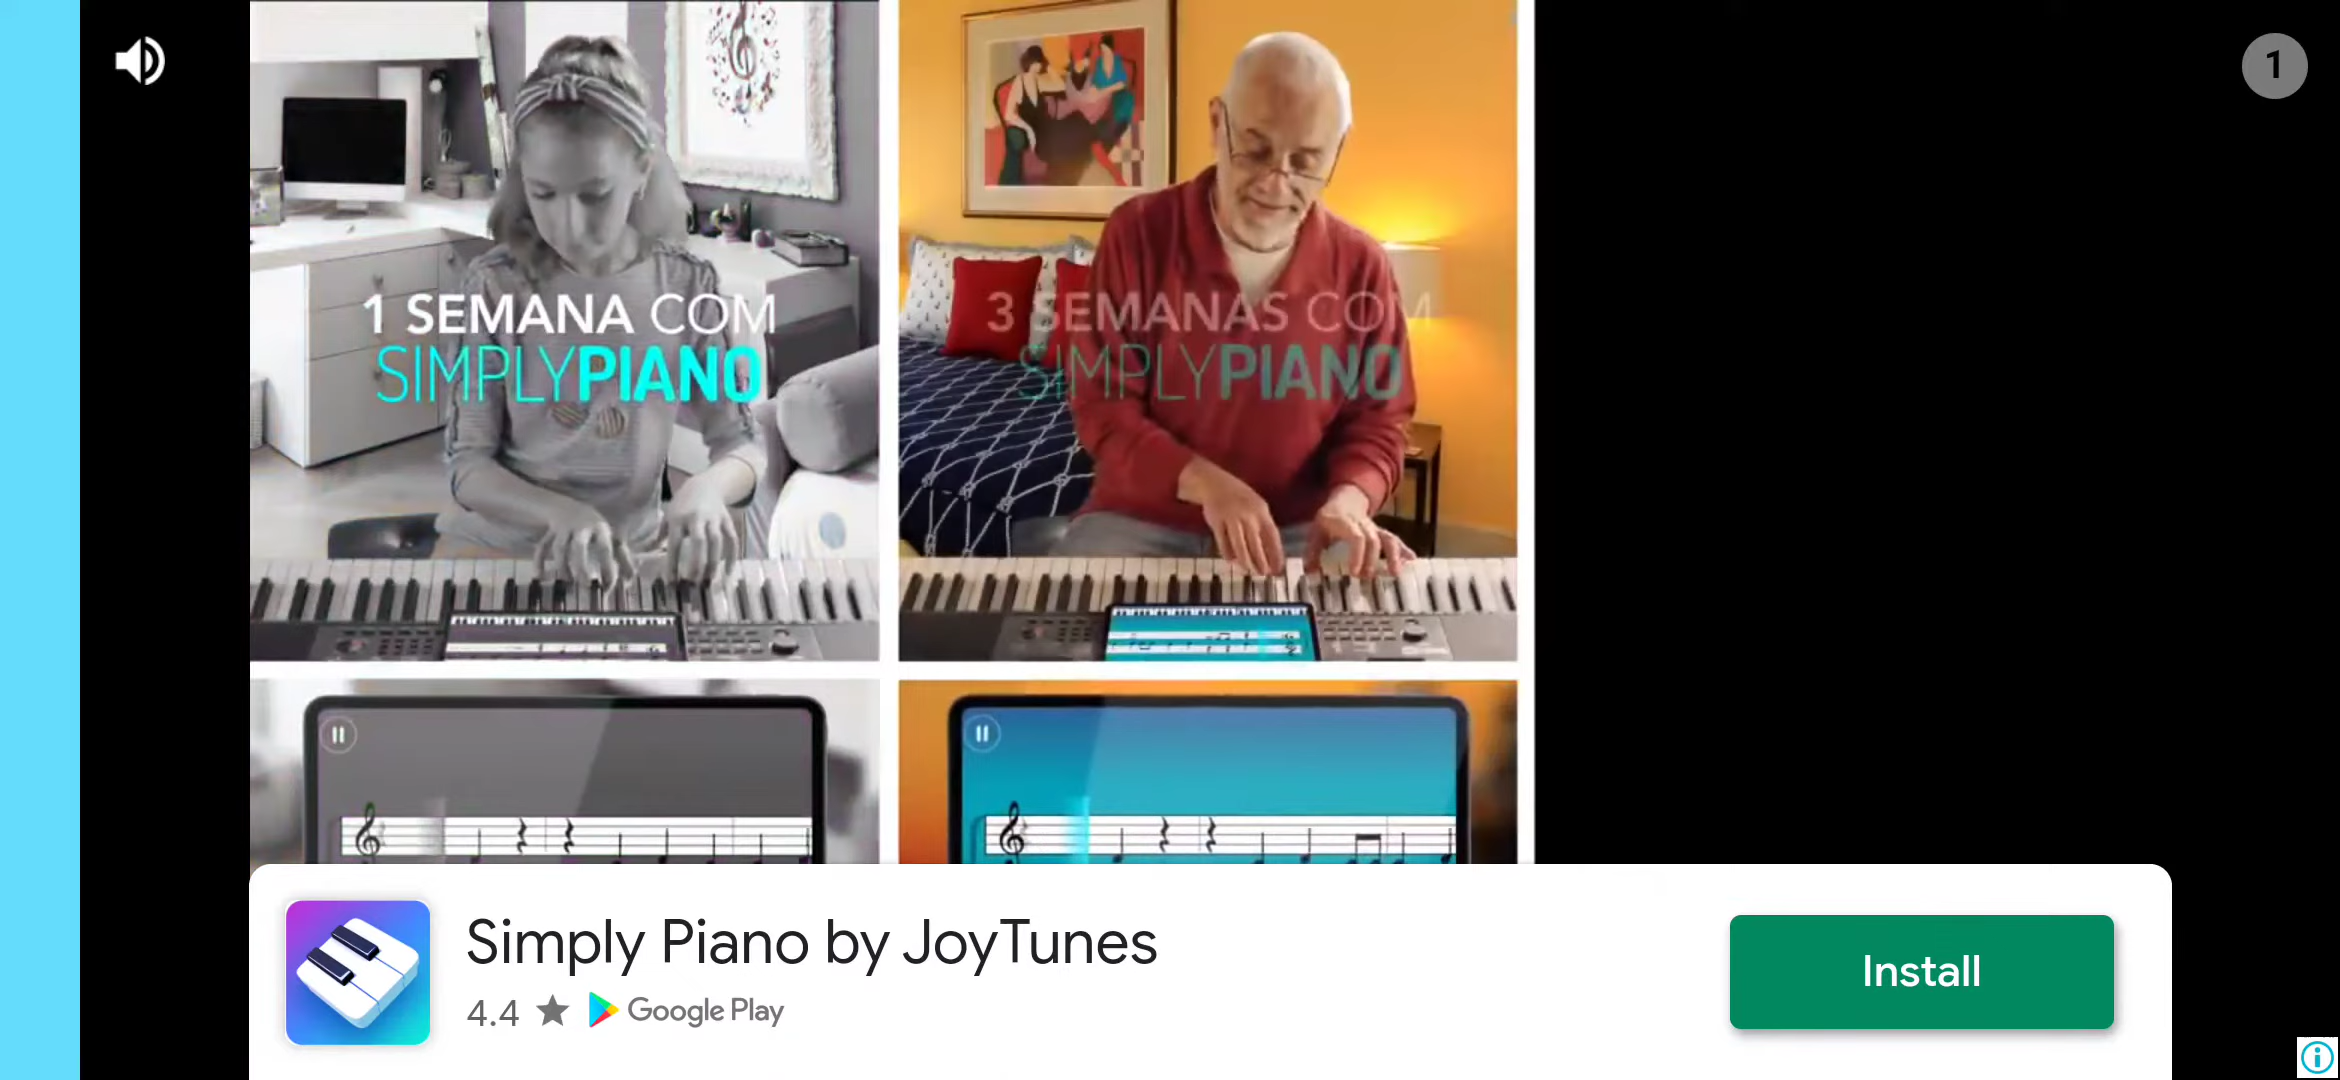 1
1 SEMANA COM
SIMPLYPIANO
3 SEMANAS COM
SIMPLYPIANO
Simply Piano by JoyTunes
4.4
Google Play
Install